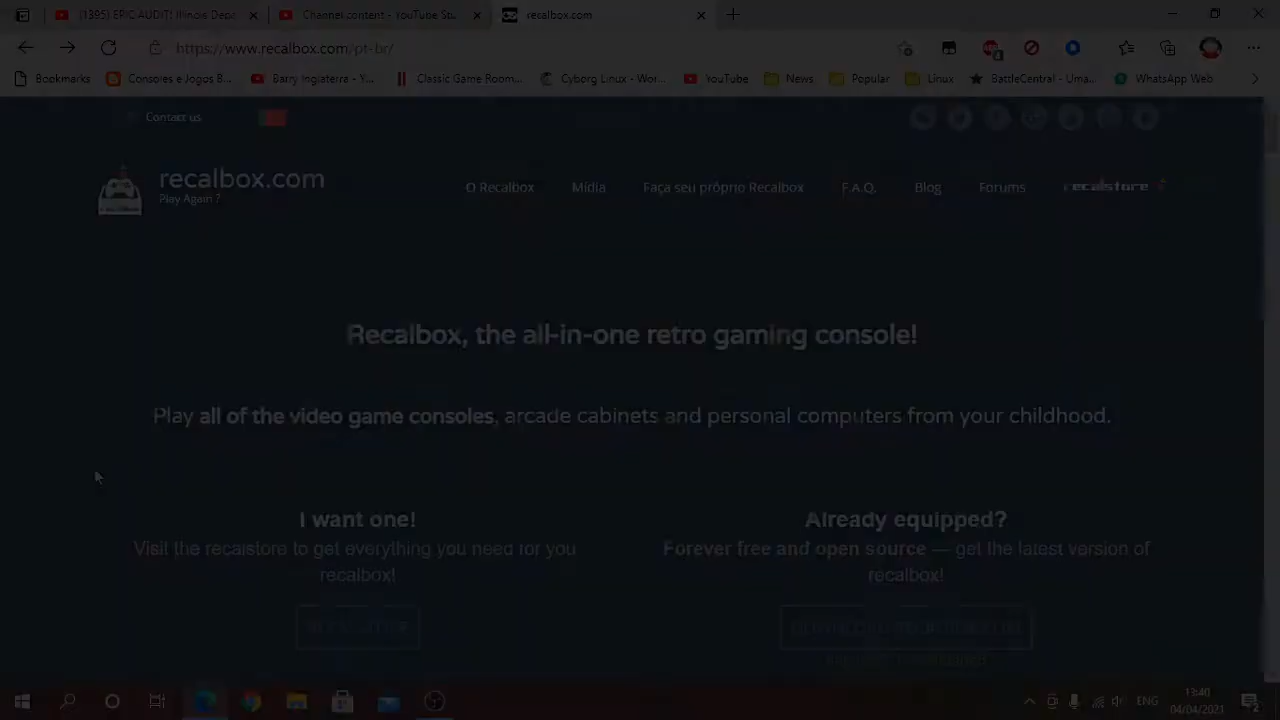 (1395) EPIC AUDIT! Illinois Depa
Channel content - YouTube Stu
recalbox.com
https://www.recalbox.com/pt-br/
Bookmarks
Consoles e Jogos B...
Barry Inglaterra - Y...
Classic Game Room...
Cyborg Linux - Wor...
YouTube
News
Popular
Linux
BattleCentral - Uma...
WhatsApp Web
Contact us
recalbox.com
Play Again ?
O Recalbox
Mídia
Faça seu próprio Recalbox
F.A.Q.
Blog
Forums
recalstore
Recalbox, the all-in-one retro gaming console!
Play all of the video game consoles, arcade cabinets and personal computers from your childhood.
I want one!
Visit the recalstore to get everything you need for you
recalbox!
Already equipped?
Forever free and open source — get the latest version of
recalbox!
ENG
13:40
04/04/2021